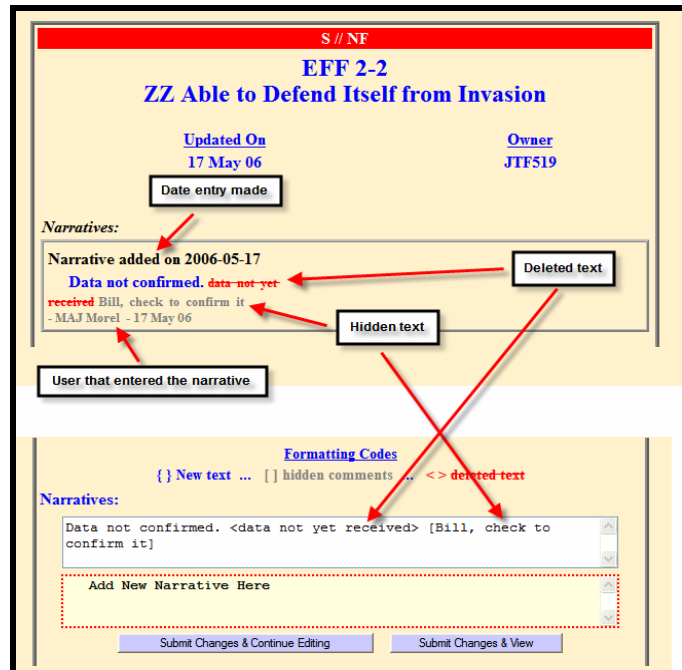 S // NF
EFF 2-2
ZZ Able to Defend Itself from Invasion
Updated On
Owner
17 May 06
JTF519
Date entry made
Narratives:
Narrative added on 2006-05-17
Data not confirmed. data not yet
received Bill, check to confirm it
- MAJ Morel - 17 May 06
Deleted text
Hidden text
User that entered the narrative
Formatting Codes
{ } New text ... [ ] hidden comments .. < > deleted text
Narratives:
Data not confirmed. <data not yet received> [Bill, check to
confirm it]
Add New Narrative Here
Submit Changes & Continue Editing
Submit Changes & View